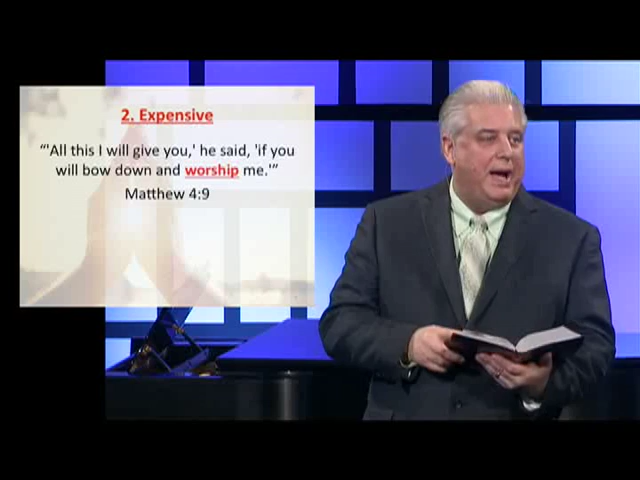 2. Expensive
“'All this I will give you,' he said, 'if you
will bow down and worship me.'”
Matthew 4:9